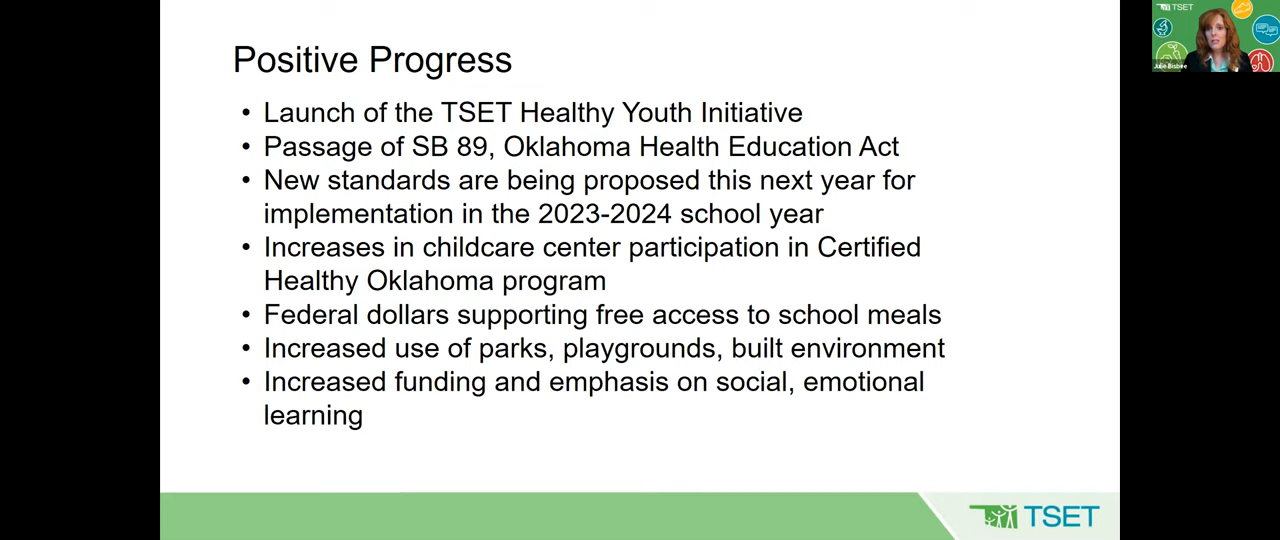 Positive Progress
• Launch of the TSET Healthy Youth Initiative
• Passage of SB 89, Oklahoma Health Education Act
• New standards are being proposed this next year for
implementation in the 2023-2024 school year
• Increases in childcare center participation in Certified
Healthy Oklahoma program
• Federal dollars supporting free access to school meals
• Increased use of parks, playgrounds, built environment
• Increased funding and emphasis on social, emotional
learning
TSET
TSET
Julie Bisbee